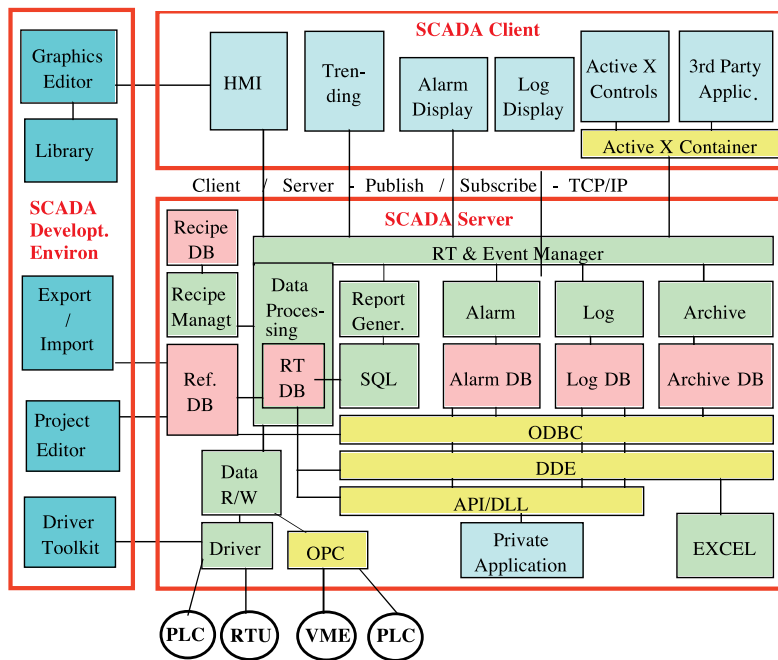 SCADA Client
Graphics
Editor
Library
HMI
Tren-
ding
Alarm
Display
Log
Display
Active X
Controls
3rd Party
Applic.
Active X Container
Client / Server - Publish / Subscribe - TCP/IP
SCADA
Developt.
Environ
SCADA Server
Recipe
DB
RT & Event Manager
Recipe
Managt
Data
Proces-
sing
Report
Gener.
Alarm
Log
Archive
Export
/
Import
Ref.
DB
RT
DB
SQL
Alarm DB
Log DB
Archive DB
Project
Editor
ODBC
DDE
Data
R/W
API/DLL
Driver
Toolkit
Driver
OPC
Private
Application
EXCEL
PLC
RTU
VME
PLC